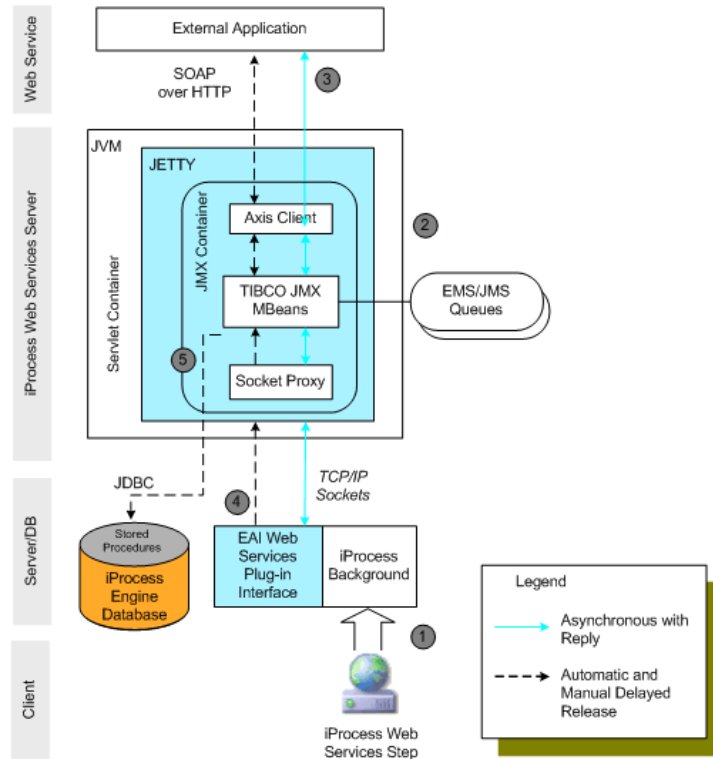 Web Service
External Application
SOAP
over HTTP
3
iProcess Web Services Server
JVM
JETTY
Servlet Container
JMX Container
Axis Client
2
TIBCO JMX
MBeans
EMS/JMS
Queues
5
Socket Proxy
Server/DB
JDBC
4
TCP/IP
Sockets
Stored
Procedures
iProcess
Engine
Database
EAI Web
Services
Plug-in
Interface
iProcess
Background
Legend
Asynchronous with
Reply
Automatic and
Manual Delayed
Release
Client
1
iProcess Web
Services Step